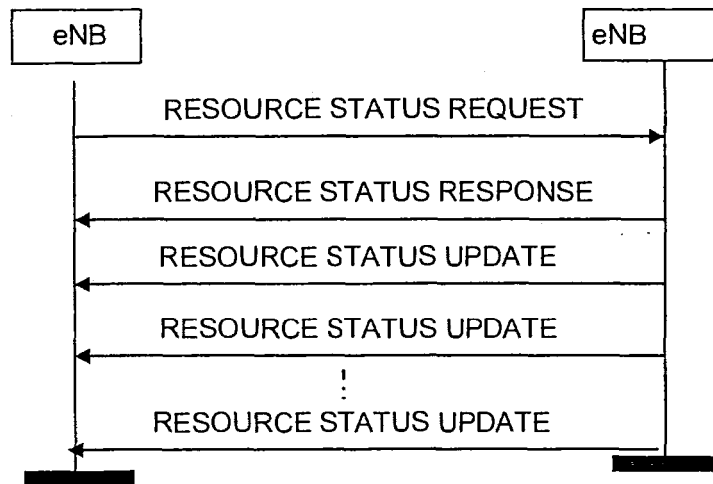 eNB eNB
RESOURCE STATUS REQUEST
RESOURCE STATUS RESPONSE
RESOURCE STATUS UPDATE
RESOURCE STATUS UPDATE
RESOURCE STATUS UPDATE